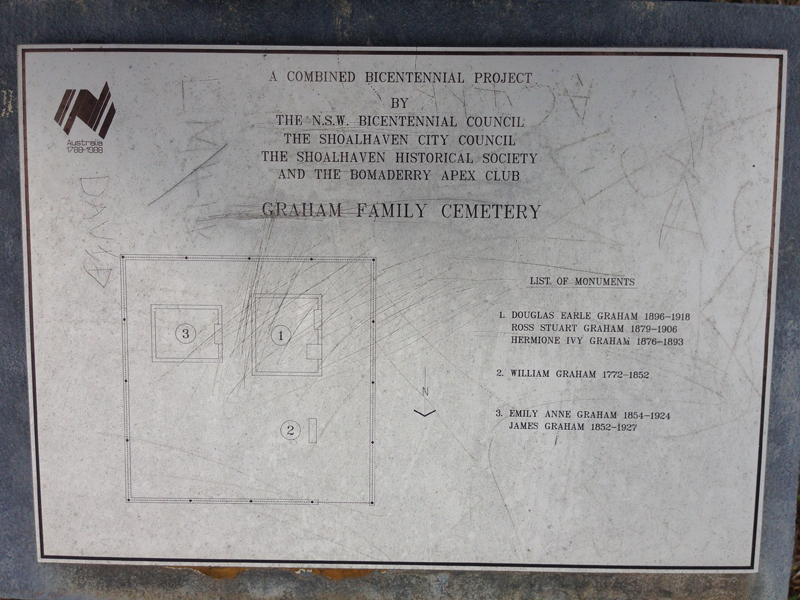 A COMBINED BICENTENNIAL PROJECT
BY
THE N.S.W. BICENTENNIAL COUNCIL
THE SHOALHAVEN CITY COUNCIL
THE SHOALHAVEN HISTORICAL SOCIETY
AND THE BOMADERRY APEX CLUB
GRAHAM FAMILY CEMETERY
Australia
1788-1988
DAVID
3
1
2
N
LIST OF MONUMENTS
1. DOUGLAS EARLE GRAHAM 1896-1918
ROSS STUART GRAHAM 1879-1906
HERMIONE IVY GRAHAM 1876-1893
2. WILLIAM GRAHAM 1772-1852
3. EMILY ANNE GRAHAM 1854-1924
JAMES GRAHAM 1852-1927